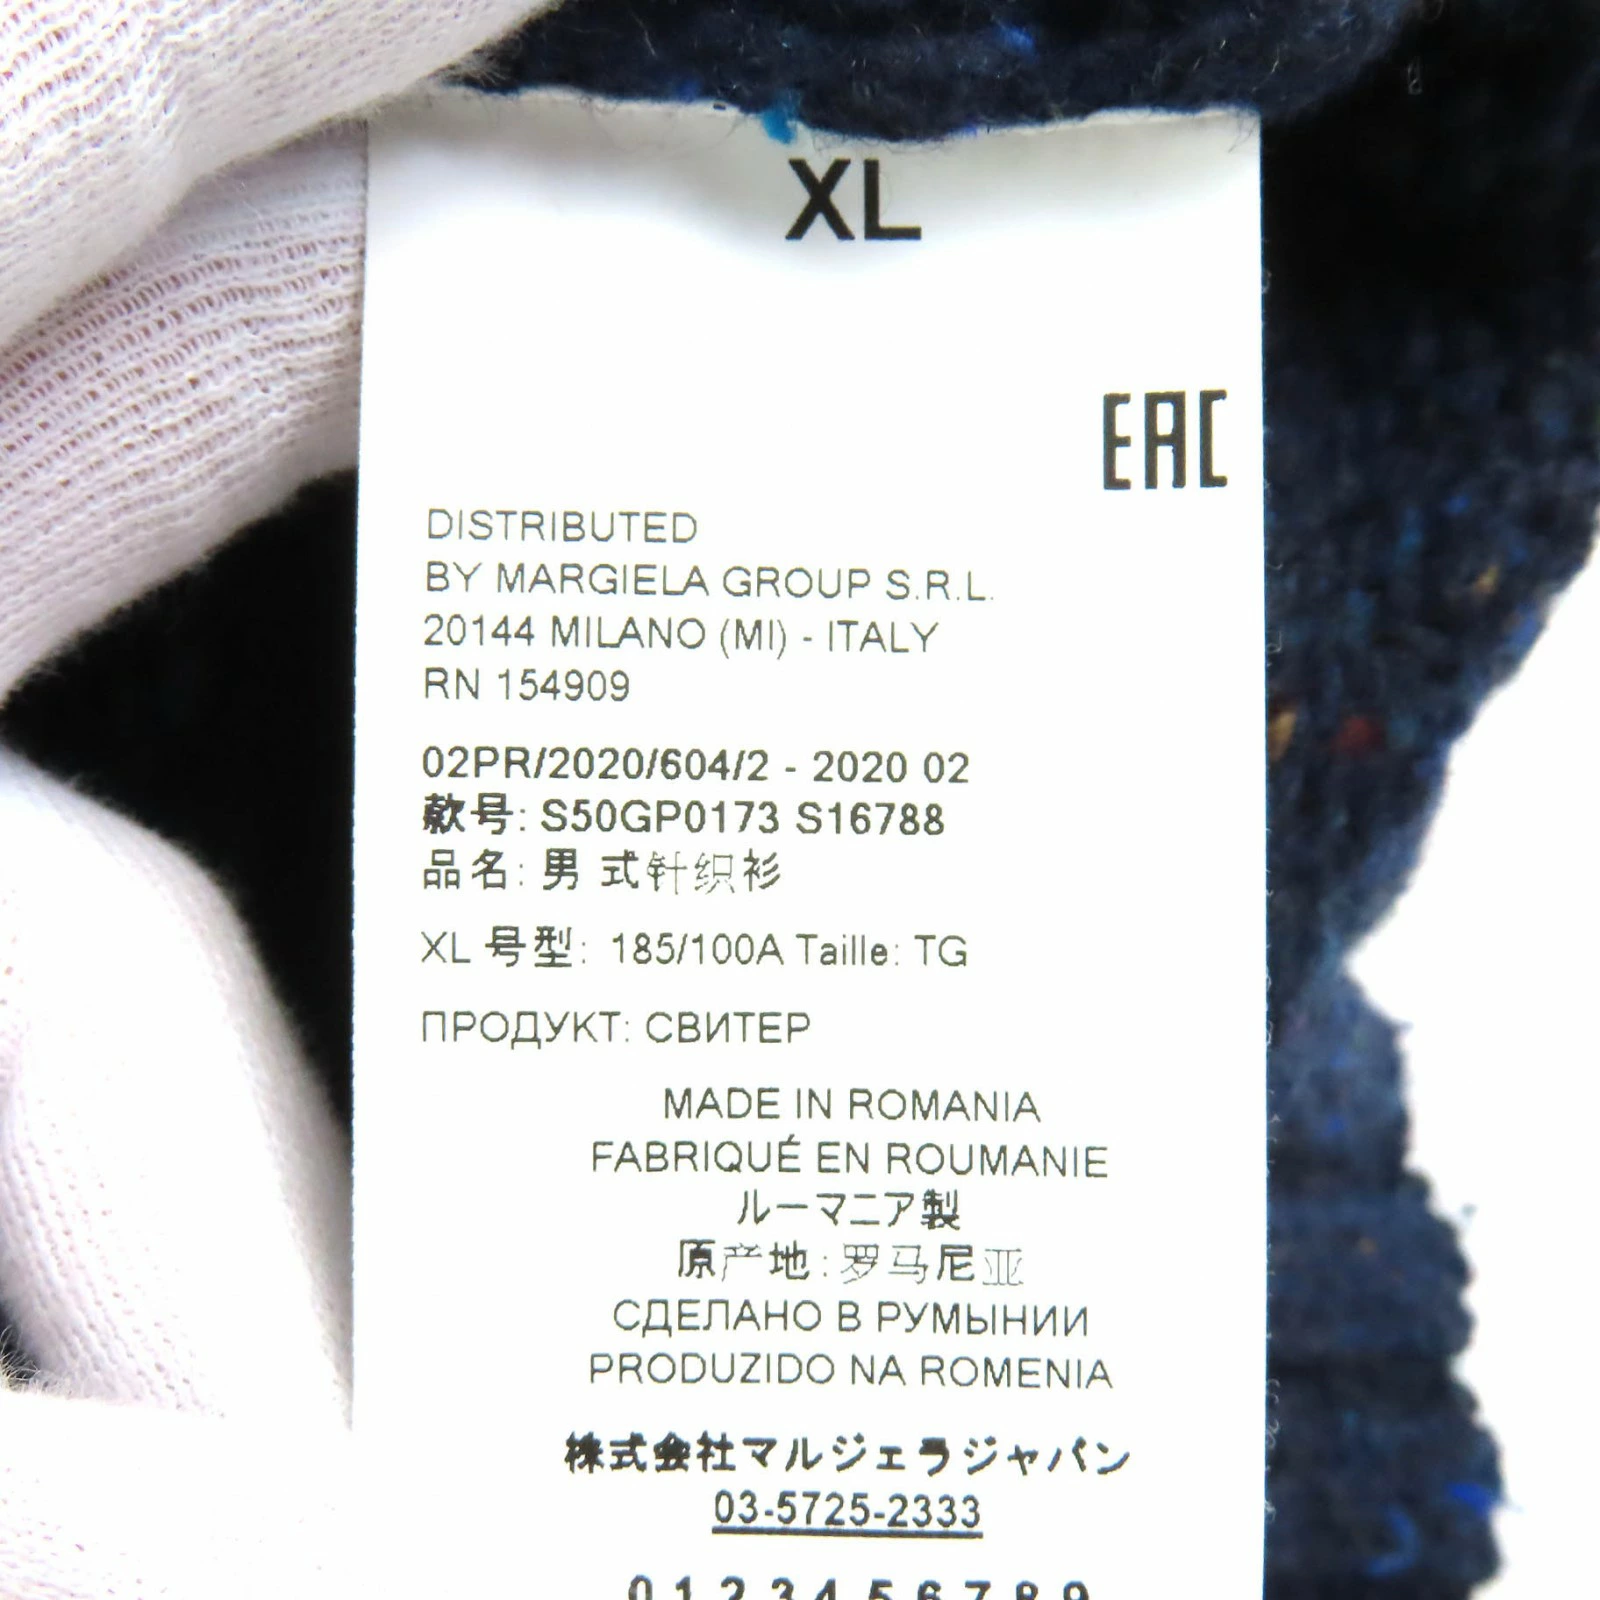 XL
EAC
DISTRIBUTED
BY MARGIELA GROUP S.R.L.
20144 MILANO (MI) - ITALY
RN 154909
02PR/2020/604/2 - 2020 02
款号: S50GP0173 S16788
品名: 男 式针织衫
XL 号型: 185/100A Taille: TG
ПРОДУКТ: СВИТЕР
MADE IN ROMANIA
FABRIQUÉ EN ROUMANIE
ルーマニア製
原产地:罗马尼亚
СДЕЛАНО В РУМЫНИИ
PRODUZIDO NA ROMENIA
株式会社マルジェラジャパン
03-5725-2333
0 1 2 3 4 5 6 7 8 9